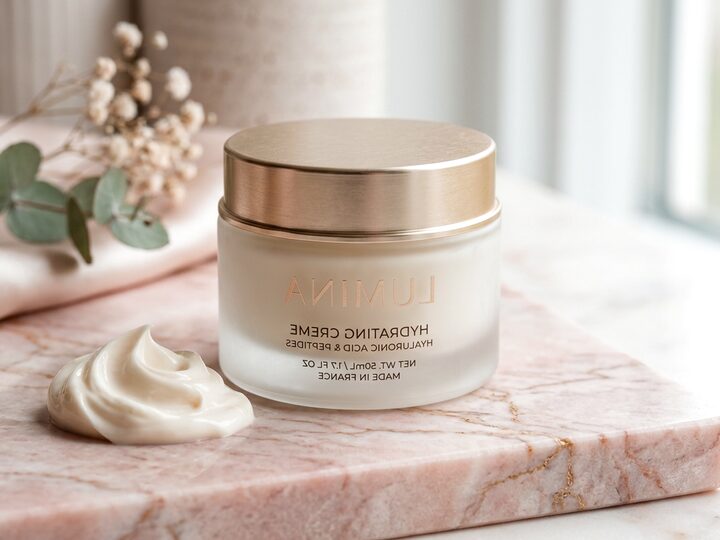 LUMINA
HYDRATING CREME
HYALURONIC ACID & PEPTIDES
NET WT. 50mL/1.7 FL OZ
MADE IN FRANCE